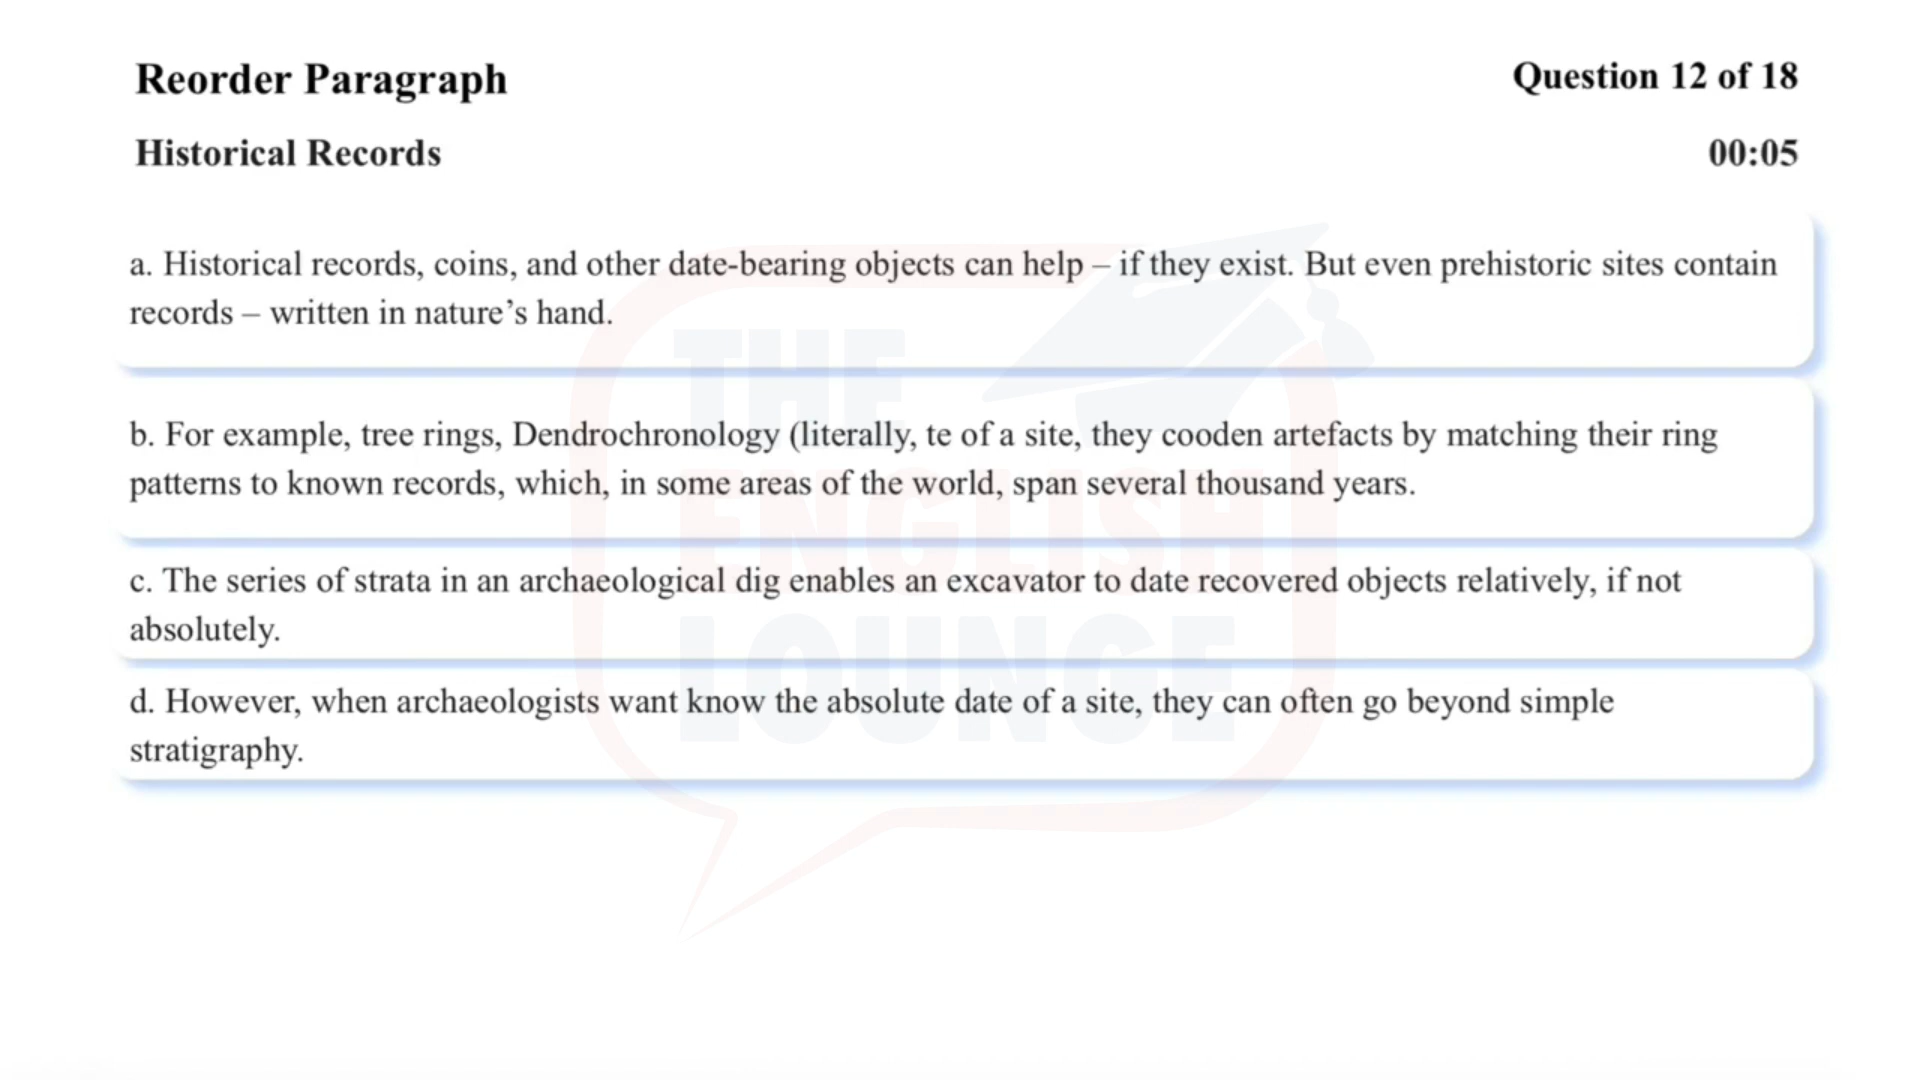 Reorder Paragraph
Question 12 of 18
Historical Records
00:05
a. Historical records, coins, and other date-bearing objects can help – if they exist. But even prehistoric sites contain
records – written in nature’s hand.
b. For example, tree rings, Dendrochronology (literally, te of a site, they cooden artefacts by matching their ring
patterns to known records, which, in some areas of the world, span several thousand years.
c. The series of strata in an archaeological dig enables an excavator to date recovered objects relatively, if not
absolutely.
d. However, when archaeologists want know the absolute date of a site, they can often go beyond simple
stratigraphy.
THE
ENGLISH
LOUNGE